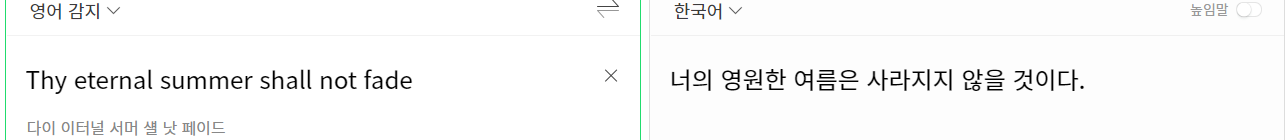 영어 감지
한국어
높임말
Thy eternal summer shall not fade
다이 이터널 서머 섈 낫 페이드
너의 영원한 여름은 사라지지 않을 것이다.